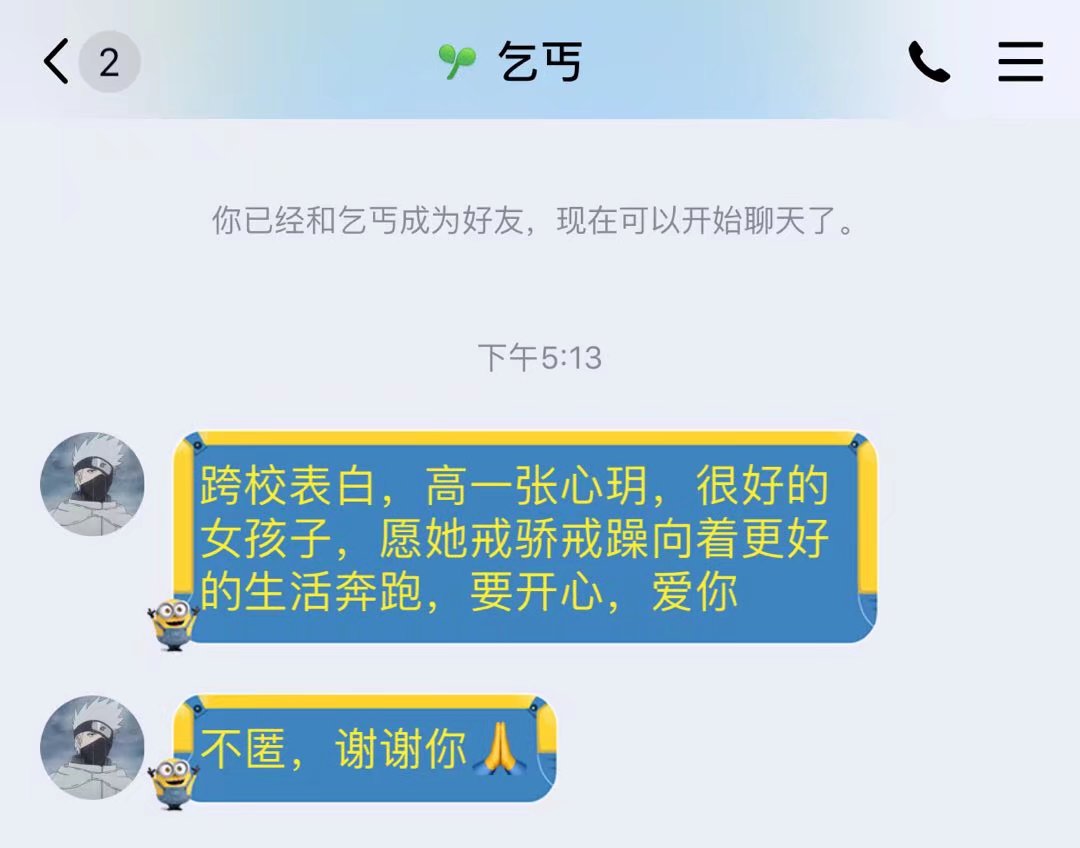 2
乞丐
你已经和乞丐成为好友，现在可以开始聊天了。
下午5:13
跨校表白，高一张心玥，很好的
女孩子，愿她戒骄戒躁向着更好
的生活奔跑，要开心，爱你
不匿，谢谢你🙏